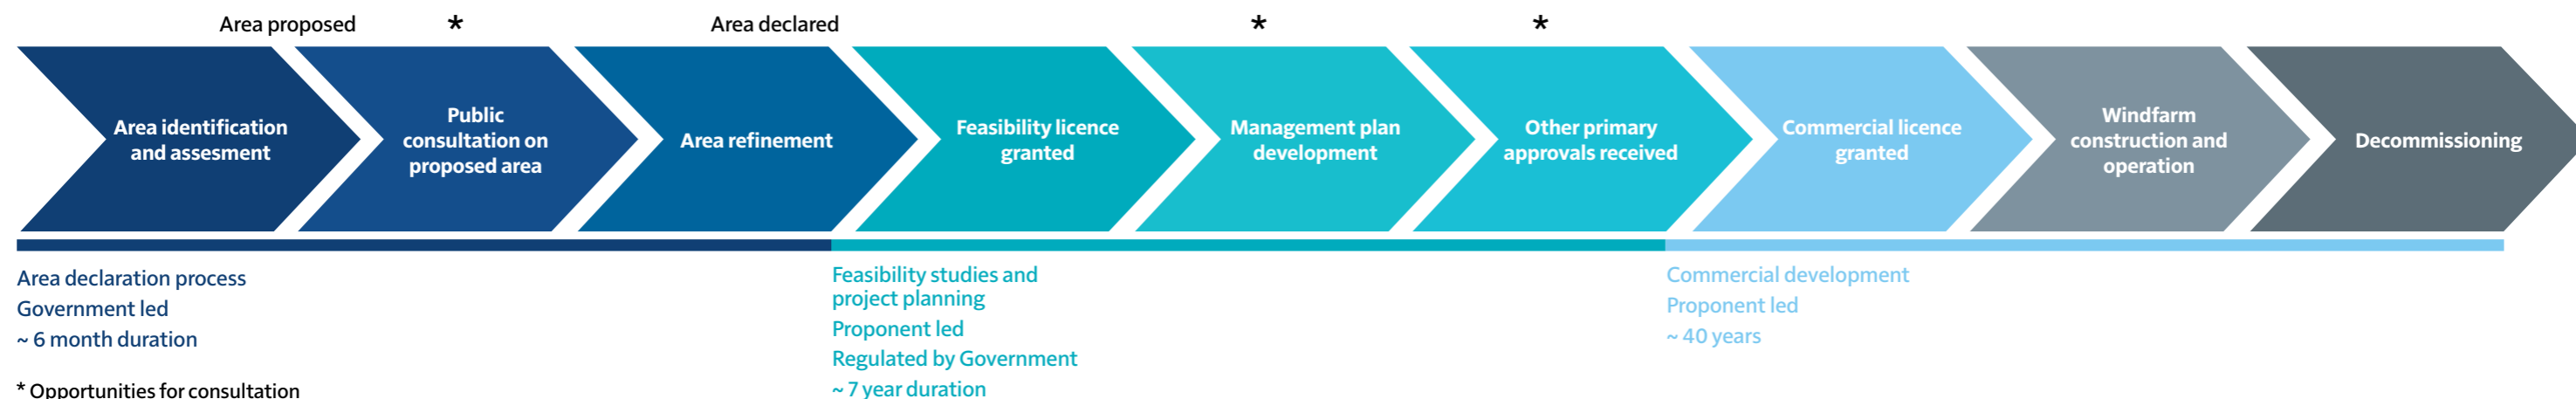 Area proposed
*
Area declared
*
*
Area identification
and assesment
Public
consultation on
proposed area
Area refinement
Feasibility licence
granted
Management plan
development
Other primary
approvals received
Commercial licence
granted
Windfarm
construction and
operation
Decommissioning
Area declaration process
Government led
~ 6 month duration
Feasibility studies and
project planning
Proponent led
Regulated by Government
~ 7 year duration
Commercial development
Proponent led
~ 40 years
* Opportunities for consultation